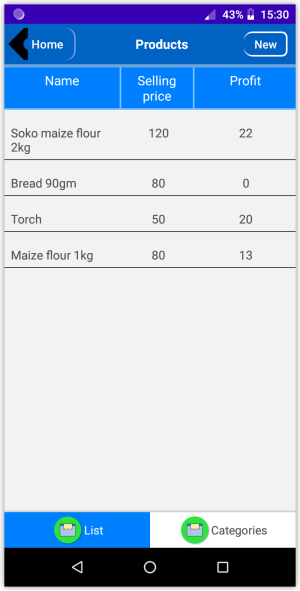 43% 15:30
Home Products New
Name Selling Profit
price
Soko maize flour 120 22
2kg
Bread 90gm 80 0
Torch 50 20
Maize flour 1kg 80 13
List Categories